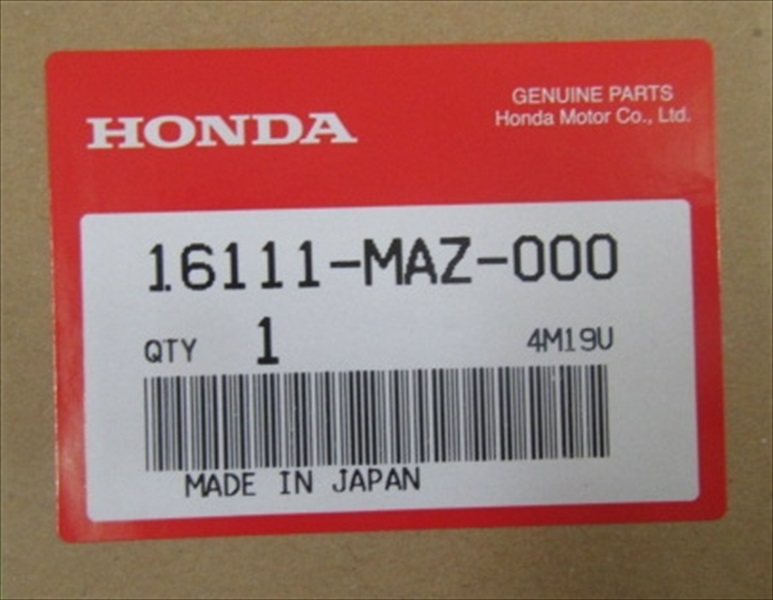 HONDA
GENUINE PARTS
Honda Motor Co., Ltd.
16111-MAZ-000
QTY 1 4M19U
MADE IN JAPAN